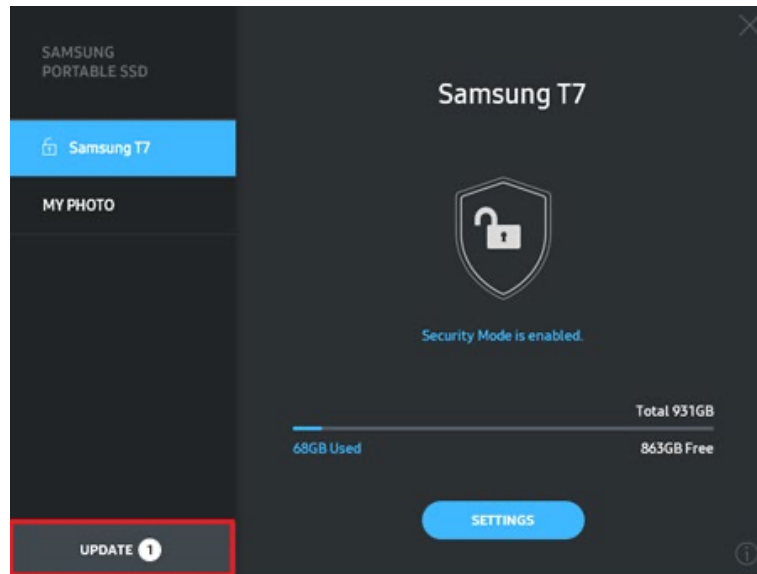 SAMSUNG
PORTABLE SSD
Samsung T7
MY PHOTO
UPDATE 1
Samsung T7
Security Mode is enabled.
Total 931GB
68GB Used
863GB Free
SETTINGS